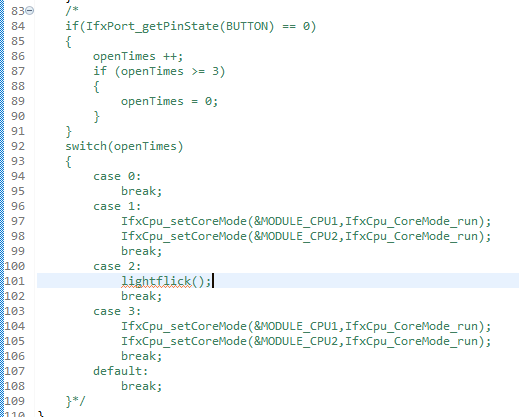 83 /*
84 if(IfxPort_getPinState(BUTTON) == 0)
85 {
86 openTimes ++;
87 if (openTimes >= 3)
88 {
89 openTimes = 0;
90 }
91 }
92 switch(openTimes)
93 {
94 case 0:
95 break;
96 case 1:
97 IfxCpu_setCoreMode(&MODULE_CPU1,IfxCpu_CoreMode_run);
98 IfxCpu_setCoreMode(&MODULE_CPU2,IfxCpu_CoreMode_run);
99 break;
100 case 2:
101 lightflick();
102 break;
103 case 3:
104 IfxCpu_setCoreMode(&MODULE_CPU1,IfxCpu_CoreMode_run);
105 IfxCpu_setCoreMode(&MODULE_CPU2,IfxCpu_CoreMode_run);
106 break;
107 default:
108 break;
109 }*/
110 }